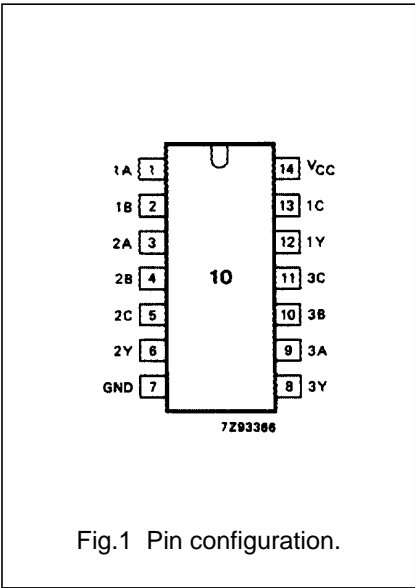 1A 1 14 VCC
1B 2 13 1C
2A 3 12 1Y
2B 4 10 11 3C
2C 5 10 3B
2Y 6 9 3A
GND 7 8 3Y
7Z93366
Fig.1 Pin configuration.